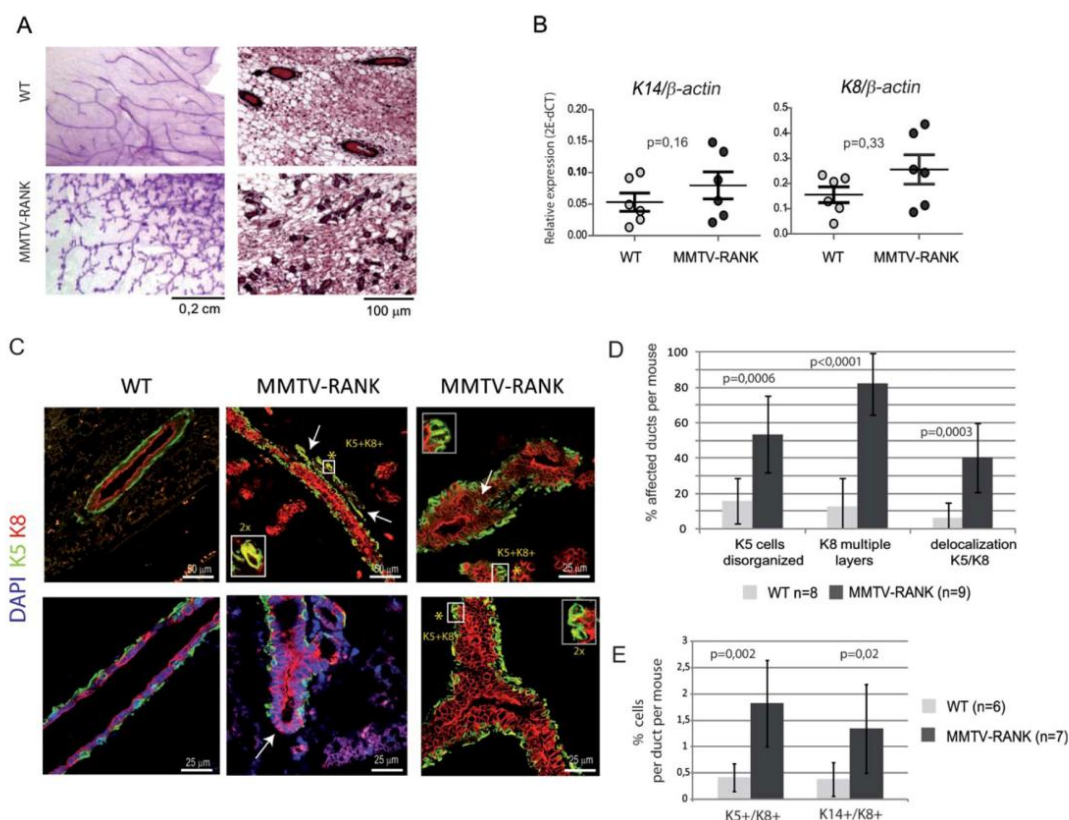 A
WT
MMTV-RANK
0,2 cm
100 µm
B
K14/β-actin
K8/β-actin
Relative expression (2E-dCT)
0.20
0.15
0.10
0.05
0.00
p=0,16
WT
MMTV-RANK
0.5
0.4
0.3
0.2
0.1
0.0
p=0,33
WT
MMTV-RANK
C
WT
MMTV-RANK
MMTV-RANK
DAPI K5 K8
50 µm
K5+K8+
*
2x
50 µm
K5+K8+
*
25 µm
25 µm
25 µm
*
K5+K8+
2x
25 µm
D
% affected ducts per mouse
100
80
60
40
20
0
p=0,0006
p<0,0001
p=0,0003
K5 cells
disorganized
K8 multiple
layers
delocalization
K5/K8
WT n=8
MMTV-RANK (n=9)
E
% cells
per duct per mouse
3
2,5
2
1,5
1
0,5
0
p=0,002
p=0,02
K5+/K8+
K14+/K8+
WT (n=6)
MMTV-RANK (n=7)